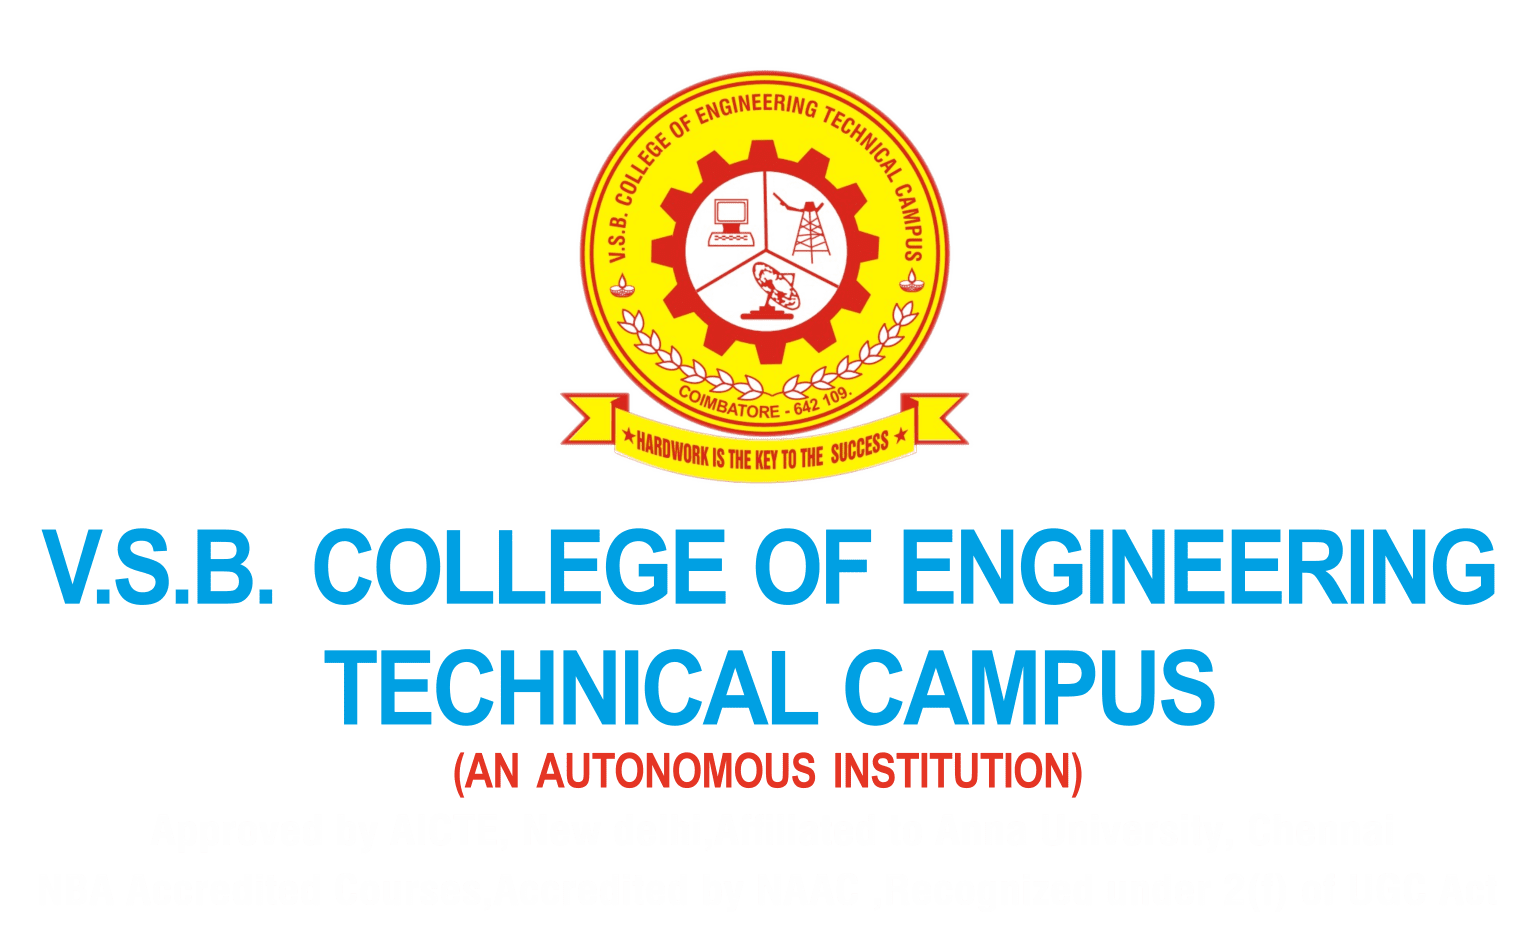 V.S.B. COLLEGE OF ENGINEERING TECHNICAL CAMPUS
COIMBATORE - 642 109.
HARDWORK IS THE KEY TO THE SUCCESS
V.S.B. COLLEGE OF ENGINEERING
TECHNICAL CAMPUS
(AN AUTONOMOUS INSTITUTION)